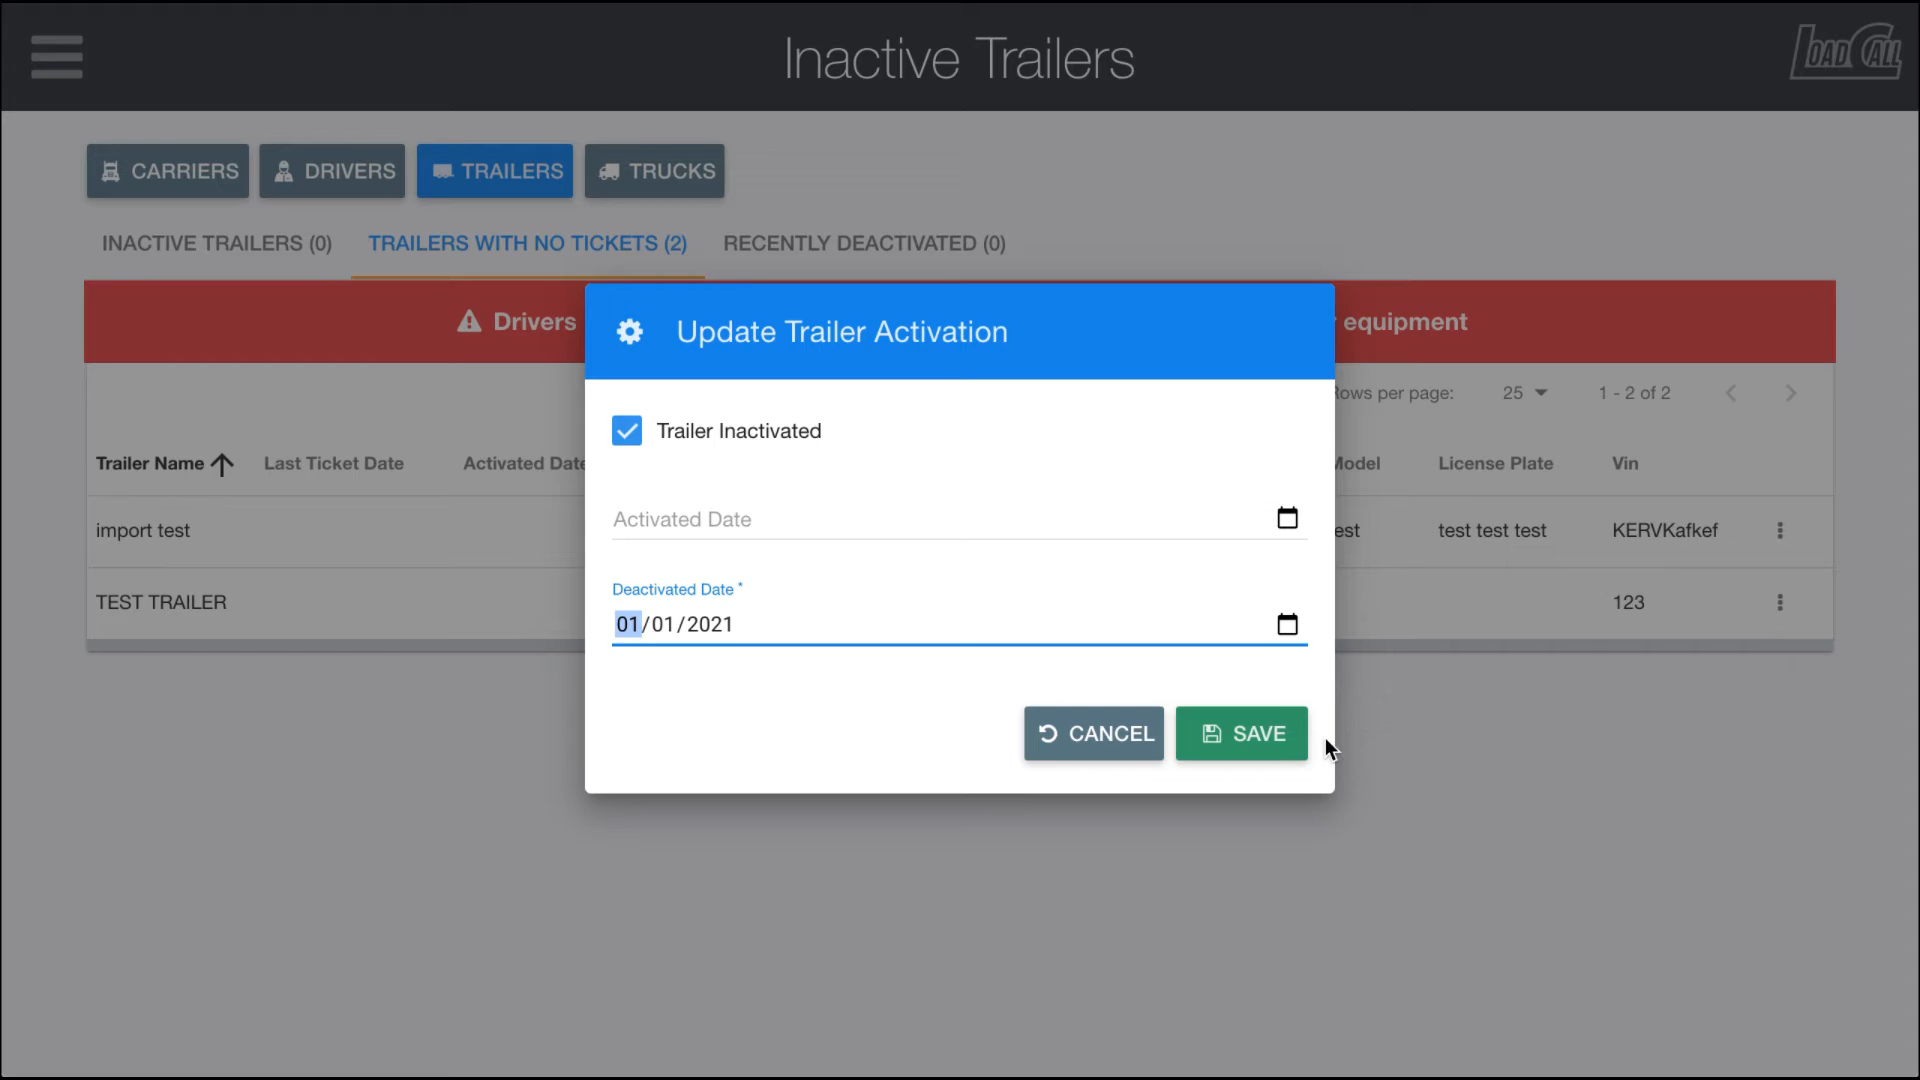 Inactive Trailers
LOAD CALL
CARRIERS
DRIVERS
TRAILERS
TRUCKS
INACTIVE TRAILERS (0)
TRAILERS WITH NO TICKETS (2)
RECENTLY DEACTIVATED (0)
Drivers
equipment
Update Trailer Activation
Trailer Inactivated
Activated Date
Deactivated Date *
01/01/2021
CANCEL
SAVE
Rows per page:
25
1 - 2 of 2
Trailer Name
Last Ticket Date
Activated Date
Model
License Plate
Vin
import test
est
test test test
KERVKafkef
TEST TRAILER
123